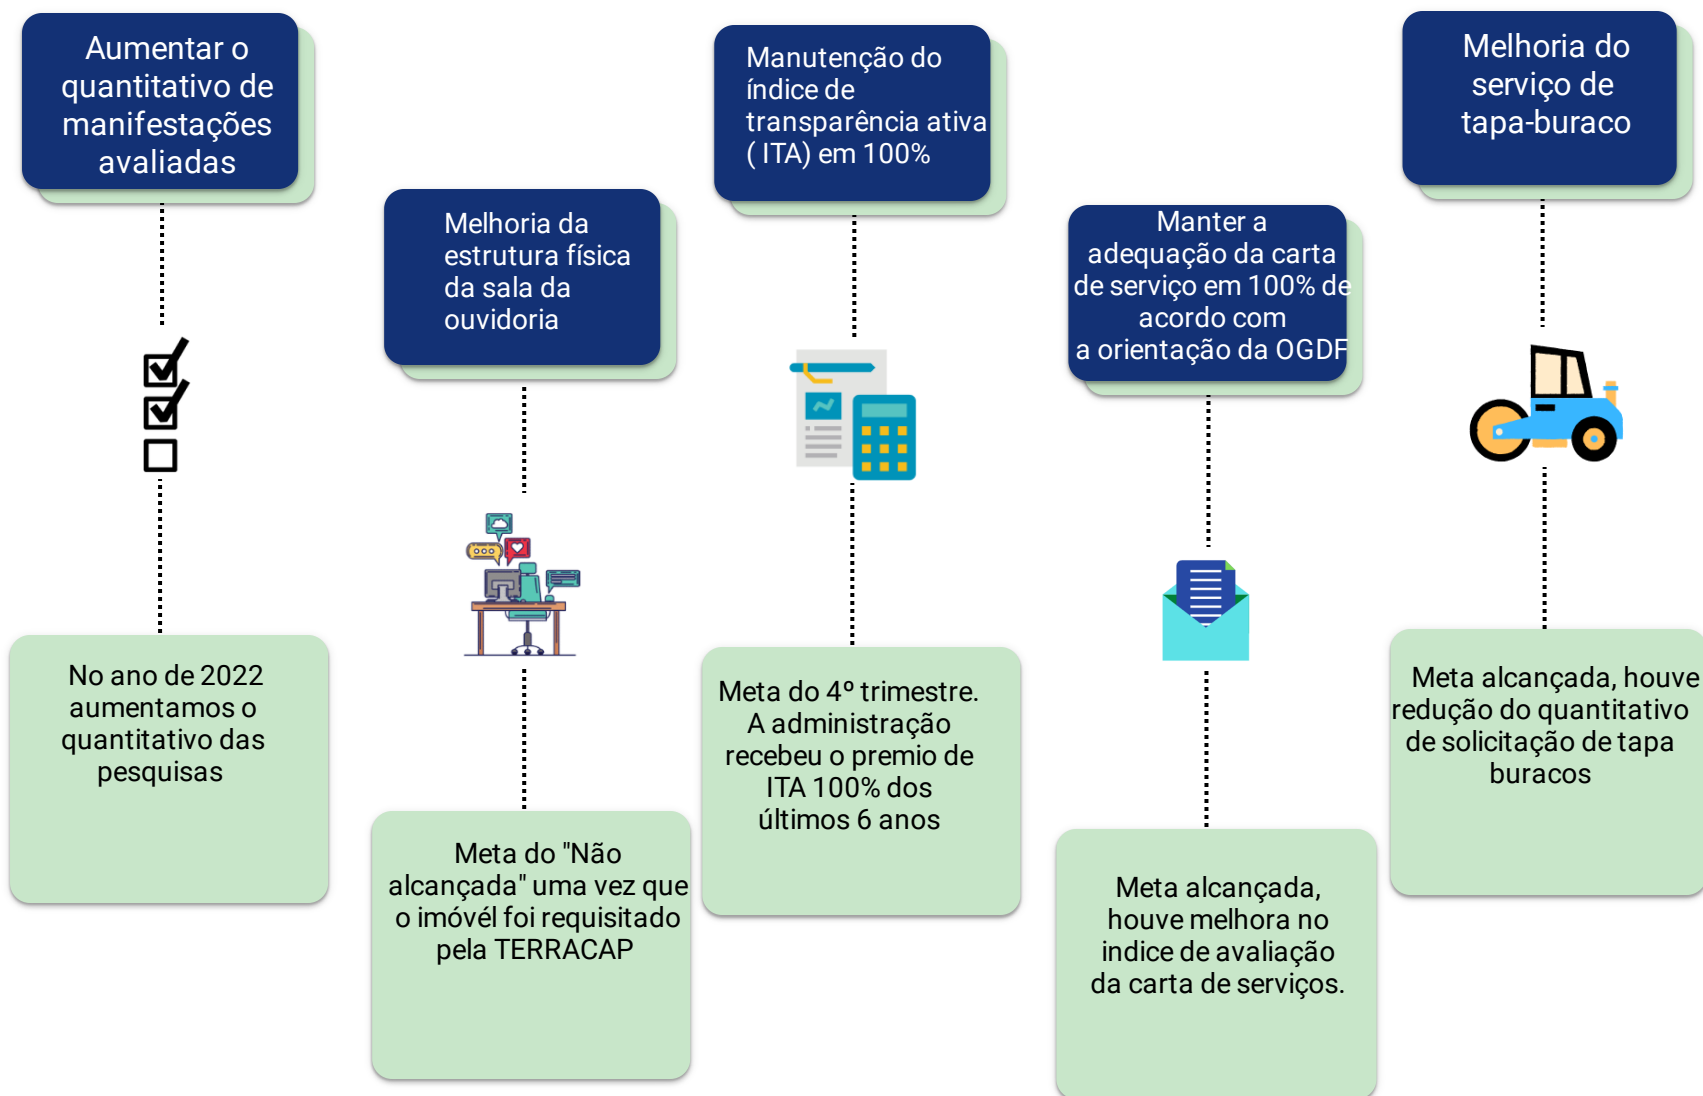 Aumentar o
quantitativo de
manifestações
avaliadas
No ano de 2022
aumentamos o
quantitativo das
pesquisas
Melhoria da
estrutura física
da sala da
ouvidoria
Meta do "Não
alcançada" uma vez que
o imóvél foi requisitado
pela TERRACAP
Manutenção do
índice de
transparência ativa
( ITA) em 100%
Meta do 4º trimestre.
A administração
recebeu o premio de
ITA 100% dos
últimos 6 anos
Manter a
adequação da carta
de serviço em 100% de
acordo com
a orientação da OGDF
Meta alcançada,
houve melhora no
indice de avaliação
da carta de serviços.
Melhoria do
serviço de
tapa-buraco
Meta alcançada, houve
redução do quantitativo
de solicitação de tapa
buracos